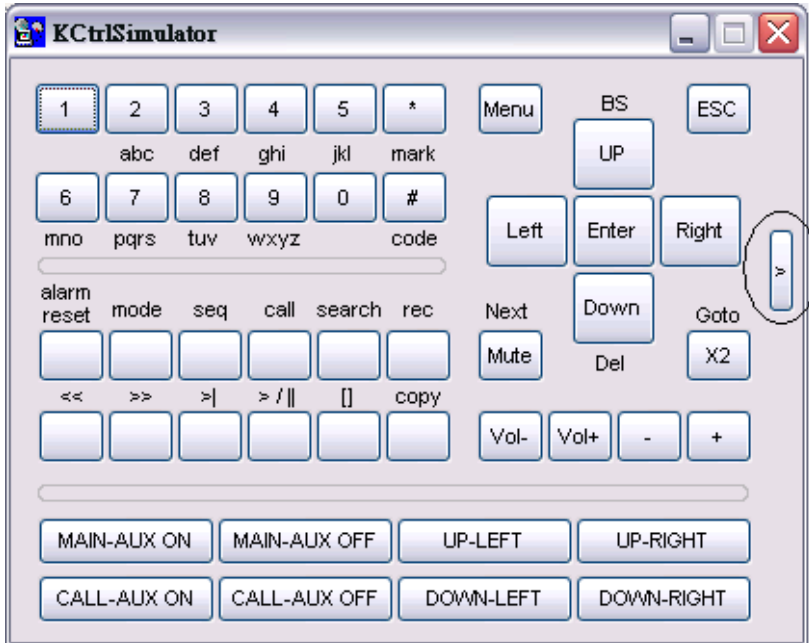 KCtrlSimulator
1 2 3 4 5 *
abc def ghi jkl mark
6 7 8 9 0 #
mno pqrs tuv wxyz code
alarm
reset mode seq call search rec
<< >> >| > / || [] copy
Menu BS ESC
UP
Left Enter Right
>
Down
Next Goto
Mute X2
Del
Vol- Vol+ - +
MAIN-AUX ON MAIN-AUX OFF UP-LEFT UP-RIGHT
CALL-AUX ON CALL-AUX OFF DOWN-LEFT DOWN-RIGHT